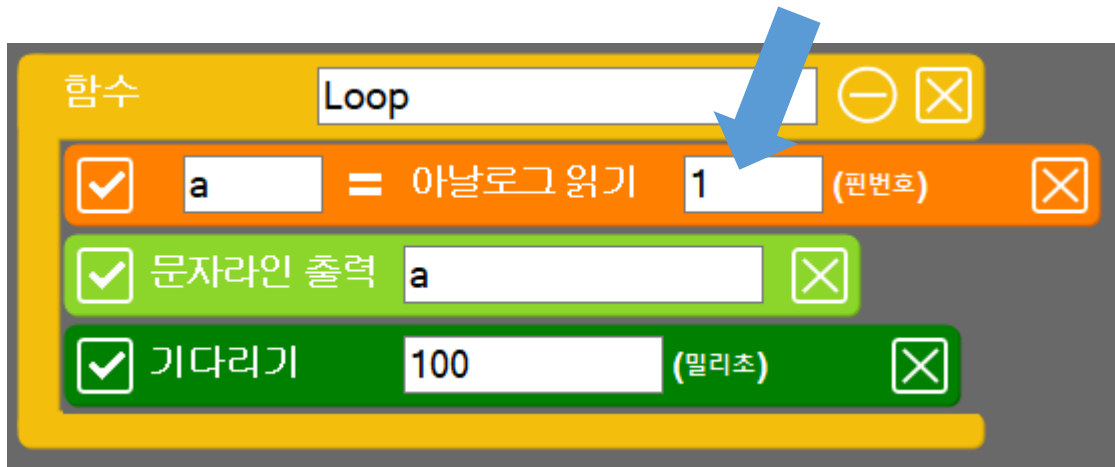 함수 Loop
a = 아날로그 읽기 1 (핀번호)
문자라인 출력 a
기다리기 100 (밀리초)